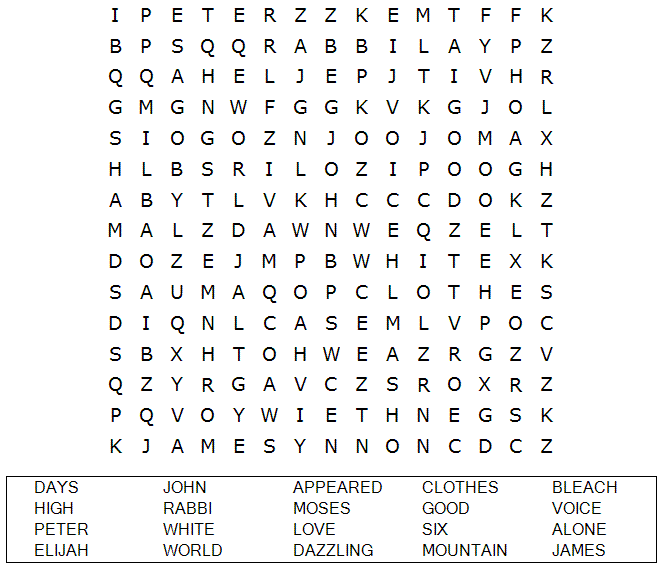 I P E T E R Z Z K E M T F F K
B P S Q Q R A B B I L A Y P Z
Q Q A H E L J E P J T I V H R
G M G N W F G G K V K G J O L
S I O G O Z N J O O J O M A X
H L B S R I L O Z I P O O G H
A B Y T L V K H C C C D O K Z
M A L Z D A W N W E Q Z E L T
D O Z E J M P B W H I T E X K
S A U M A Q O P C L O T H E S
D I Q N L C A S E M L V P O C
S B X H T O H W E A Z R G Z V
Q Z Y R G A V C Z S R O X R Z
P Q V O Y W I E T H N E G S K
K J A M E S Y N N O N C D C Z
DAYS JOHN APPEARED CLOTHES BLEACH
HIGH RABBI MOSES GOOD VOICE
PETER WHITE LOVE SIX ALONE
ELIJAH WORLD DAZZLING MOUNTAIN JAMES